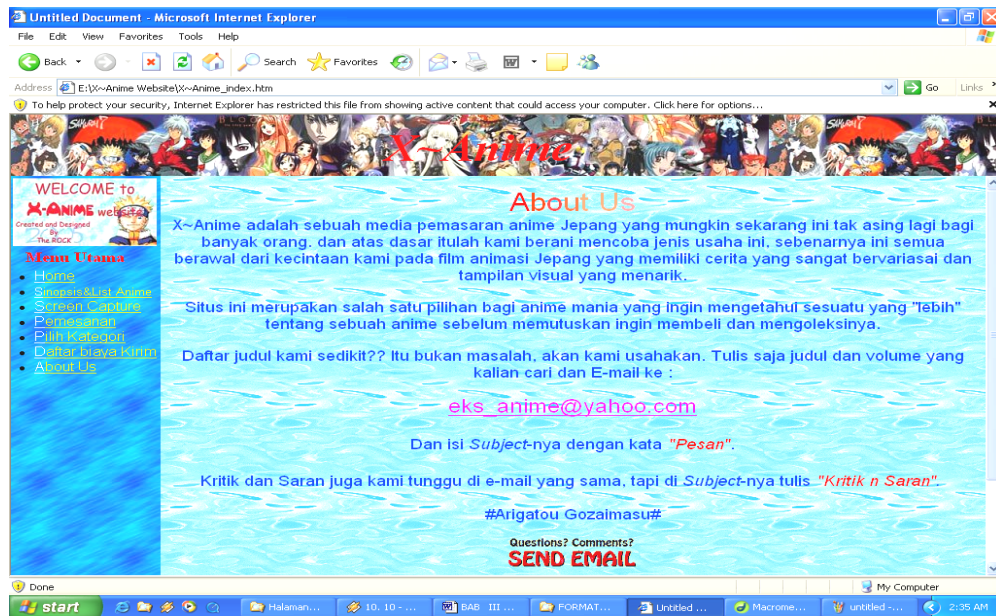 Untitled Document - Microsoft Internet Explorer
File Edit View Favorites Tools Help
Back Search Favorites
Address E:\X~Anime Website\X~Anime_index.htm Go Links
To help protect your security, Internet Explorer has restricted this file from showing active content that could access your computer. Click here for options...
X~Anime
WELCOME to
X-ANIME website
Created and Designed
By
The ROCK
Menu Utama
Home
Sinopsis&List Anime
Screen Capture
Pemesanan
Pilih Kategori
Daftar biaya Kirim
About Us
About Us
X~Anime adalah sebuah media pemasaran anime Jepang yang mungkin sekarang ini tak asing lagi bagi
banyak orang. dan atas dasar itulah kami berani mencoba jenis usaha ini, sebenarnya ini semua
berawal dari kecintaan kami pada film animasi Jepang yang memiliki cerita yang sangat bervariasai dan
tampilan visual yang menarik.
Situs ini merupakan salah satu pilihan bagi anime mania yang ingin mengetahui sesuatu yang "lebih"
tentang sebuah anime sebelum memutuskan ingin membeli dan mengoleksinya.
Daftar judul kami sedikit?? Itu bukan masalah, akan kami usahakan. Tulis saja judul dan volume yang
kalian cari dan E-mail ke :
eks_anime@yahoo.com
Dan isi Subject-nya dengan kata "Pesan".
Kritik dan Saran juga kami tunggu di e-mail yang sama, tapi di Subject-nya tulis "Kritik n Saran".
#Arigatou Gozaimasu#
Questions? Comments?
SEND EMAIL
Done My Computer
start Halaman... 10. 10 - ... BAB III ... FORMAT... Untitled ... Macrome... untitled -... 2:35 AM